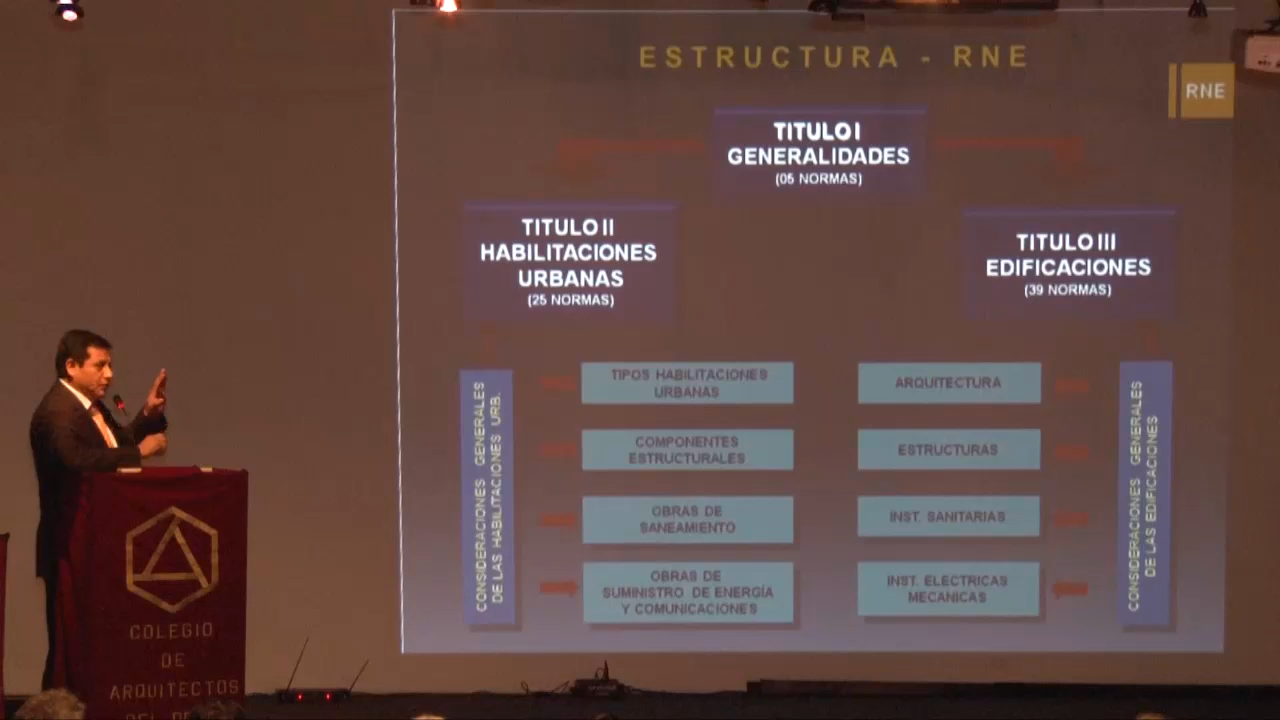 ESTRUCTURA - RNE
RNE
TITULO I
GENERALIDADES
(05 NORMAS)
TITULO II
HABILITACIONES
URBANAS
(25 NORMAS)
TITULO III
EDIFICACIONES
(39 NORMAS)
CONSIDERACIONES GENERALES
DE LAS HABILITACIONES URB.
TIPOS HABILITACIONES
URBANAS
COMPONENTES
ESTRUCTURALES
OBRAS DE
SANEAMIENTO
OBRAS DE
SUMINISTRO DE ENERGÍA
Y COMUNICACIONES
ARQUITECTURA
ESTRUCTURAS
INST. SANITARIAS
INST. ELECTRICAS
MECANICAS
CONSIDERACIONES GENERALES
DE LAS EDIFICACIONES
COLEGIO
DE
ARQUITECTOS
DEL